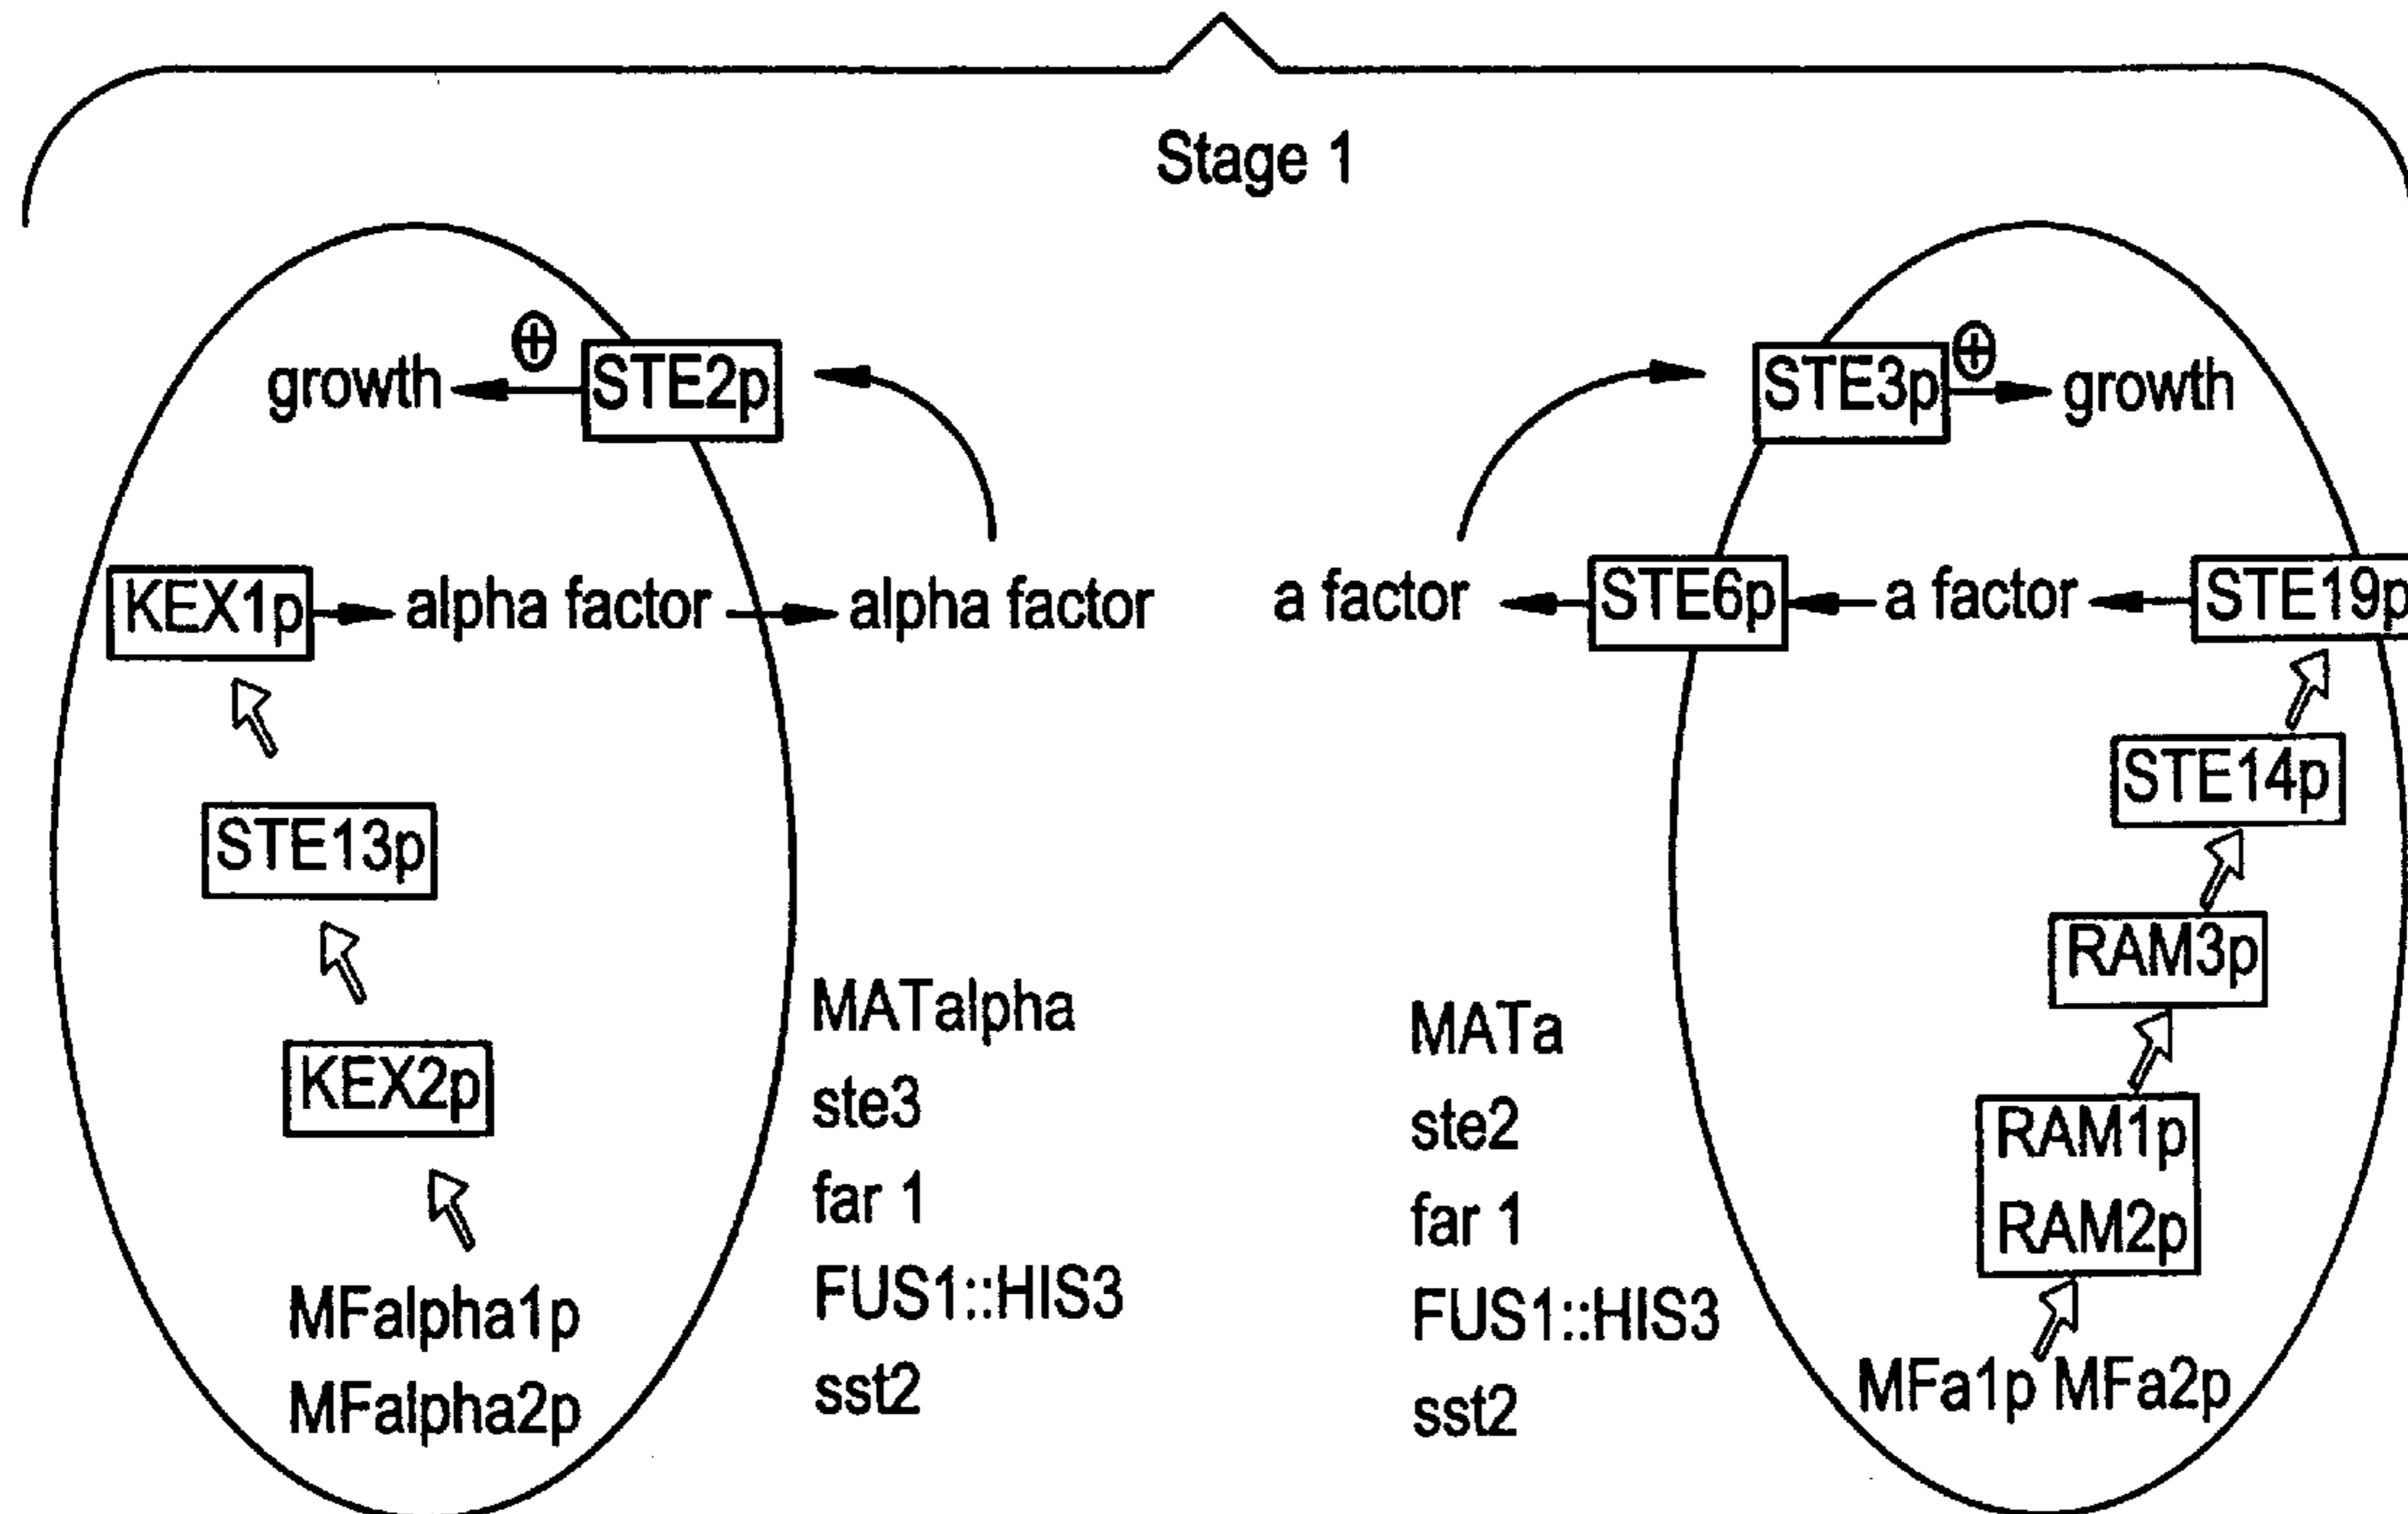 Stage 1
growth
⊕
STE2p
STE3p
⊕
growth
KEX1p
alpha factor
alpha factor
a factor
STE6p
a factor
STE19p
STE13p
KEX2p
MFalpha1p
MFalpha2p
MATalpha
ste3
far 1
FUS1::HIS3
sst2
MATa
ste2
far 1
FUS1::HIS3
sst2
STE14p
RAM3p
RAM1p
RAM2p
MFa1p MFa2p